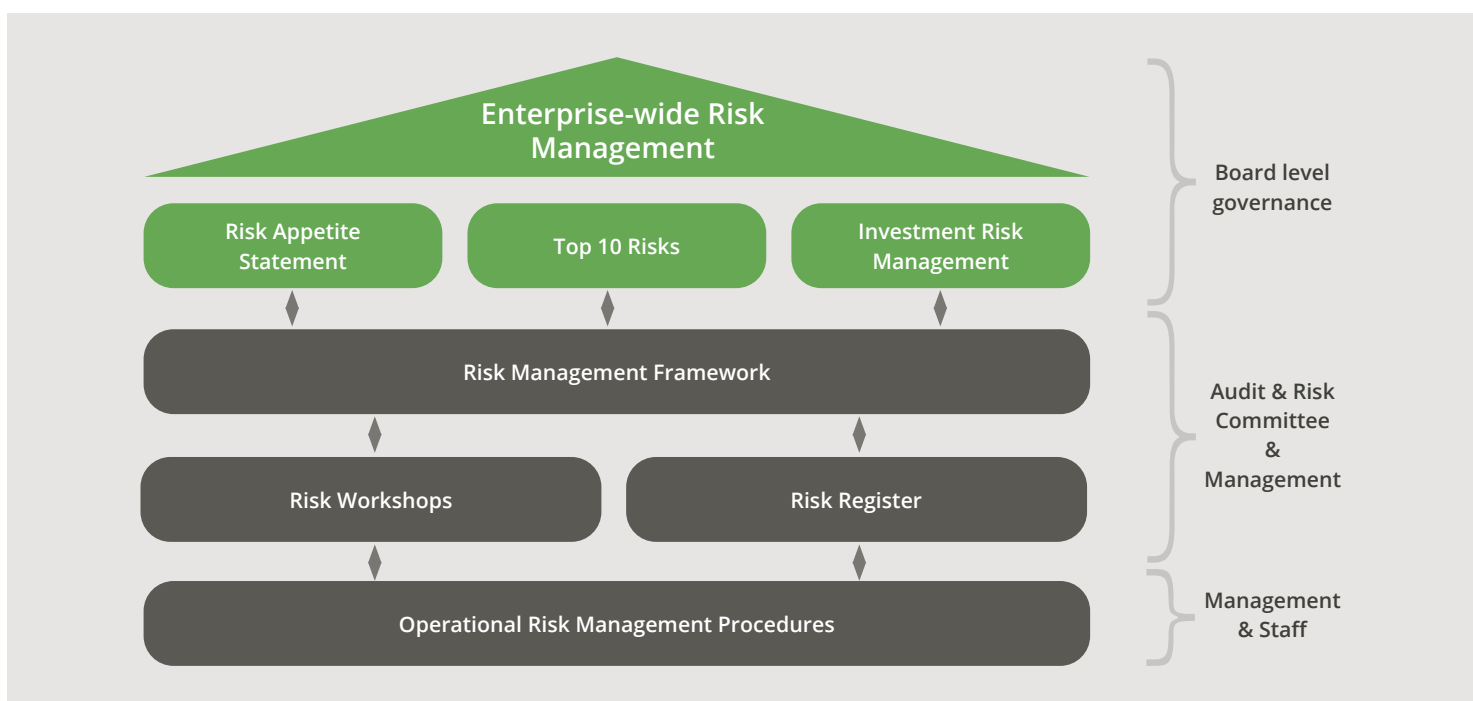 Enterprise-wide Risk
Management
Board level
governance
Risk Appetite
Statement
Top 10 Risks
Investment Risk
Management
Risk Management Framework
Audit & Risk
Committee
&
Management
Risk Workshops
Risk Register
Operational Risk Management Procedures
Management
& Staff